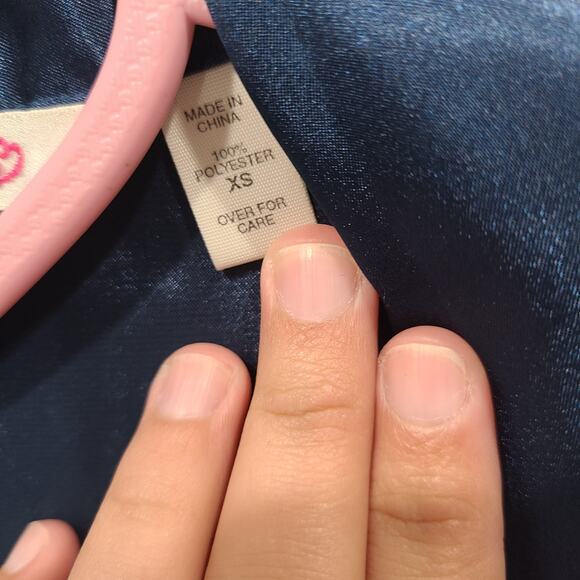 MADE IN
CHINA
100%
POLYESTER
XS
OVER FOR
CARE